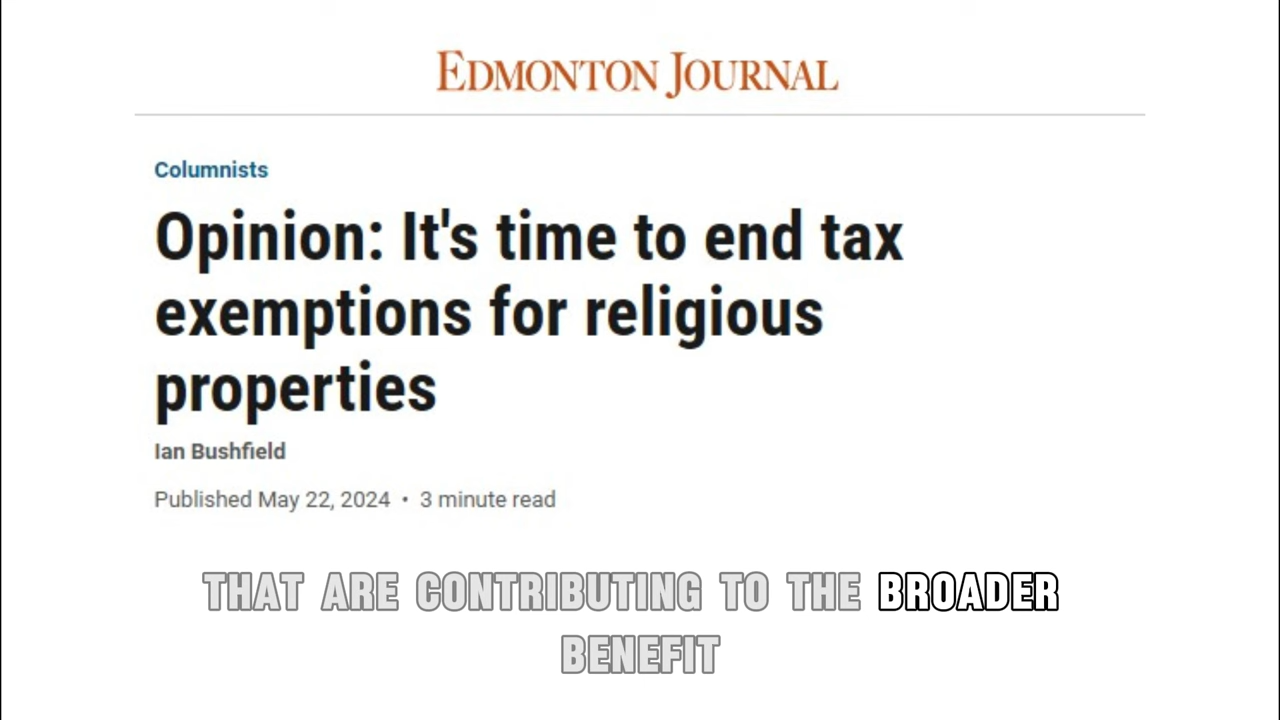 EDMONTON JOURNAL
Columnists
Opinion: It's time to end tax
exemptions for religious
properties
Ian Bushfield
Published May 22, 2024 • 3 minute read
THAT ARE CONTRIBUTING TO THE BROADER
BENEFIT